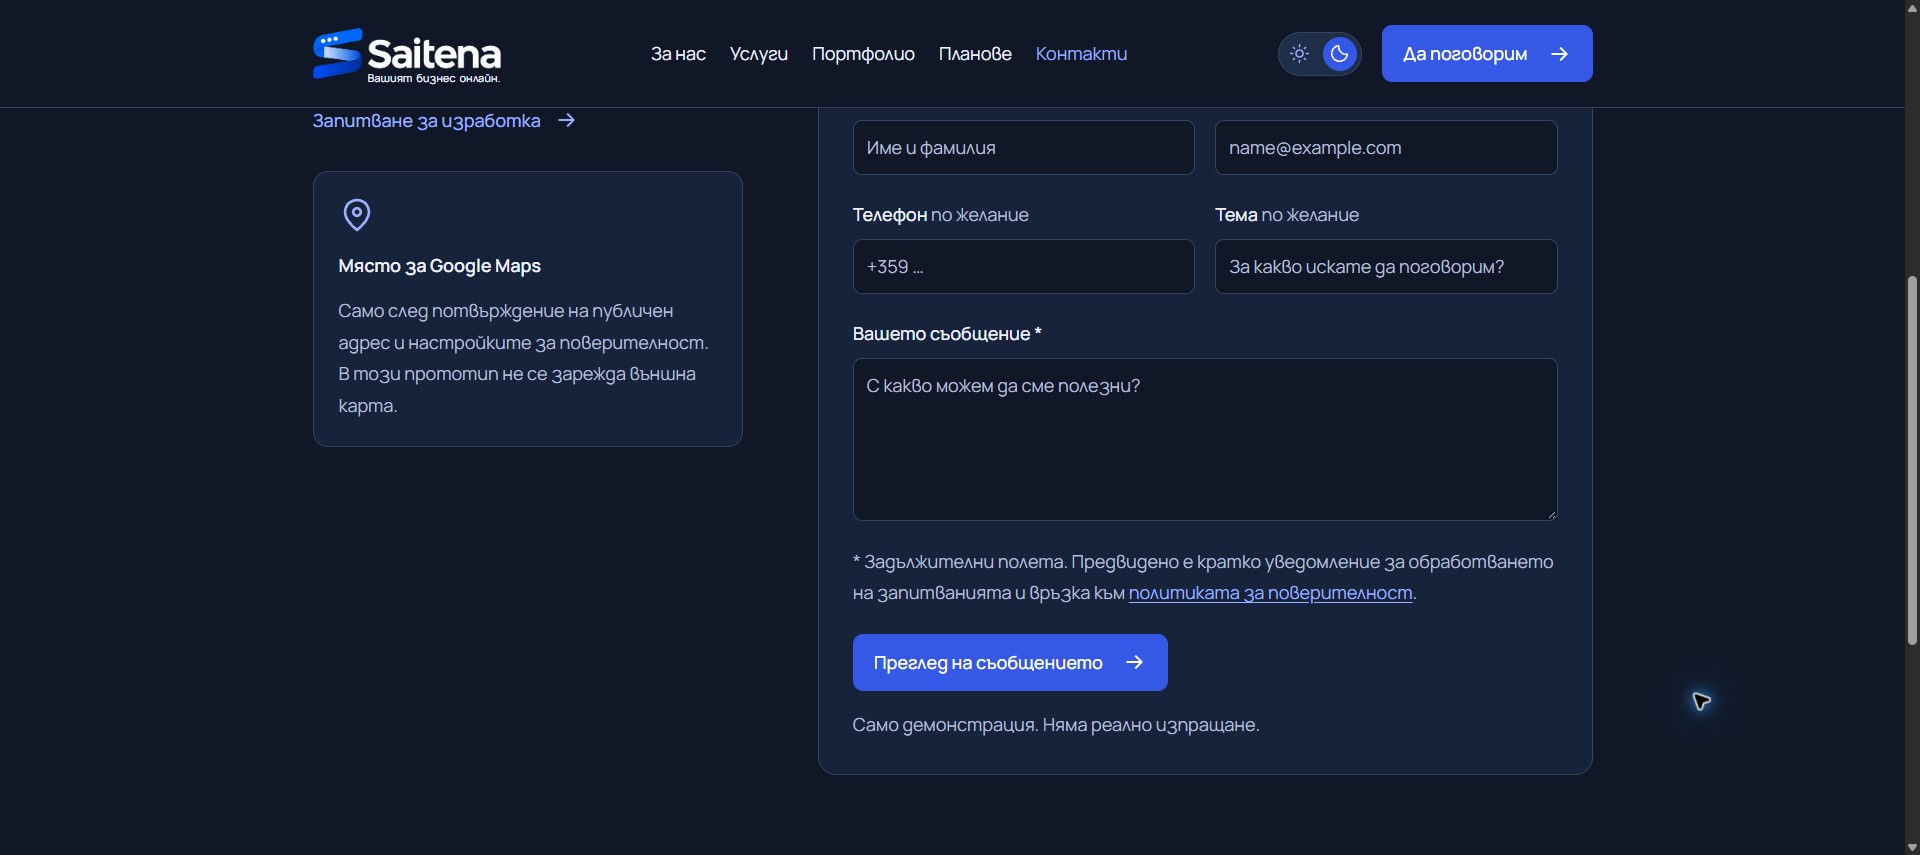 Saitena
Вашият бизнес онлайн.
За нас
Услуги
Портфолио
Планове
Контакти
Да поговорим
Запитване за изработка
Място за Google Maps
Само след потвърждение на публичен
адрес и настройките за поверителност.
В този прототип не се зарежда външна
карта.
Име и фамилия
name@example.com
Телефон по желание
Тема по желание
+359 ...
За какво искате да поговорим?
Вашето съобщение *
С какво можем да сме полезни?
* Задължителни полета. Предвидено е кратко уведомление за обработването
на запитванията и връзка към политиката за поверителност.
Преглед на съобщението
Само демонстрация. Няма реално изпращане.